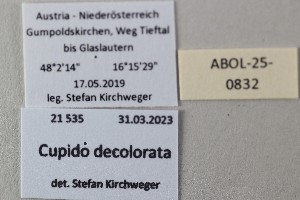 Austria - Niederösterreich
Gumpoldskirchen, Weg Tieftal
bis Glaslautern
48°2'14" 16°15'29"
17.05.2019
leg. Stefan Kirchweger
ABOL-25-
0832
21 535 31.03.2023
Cupido decolorata
det. Stefan Kirchweger